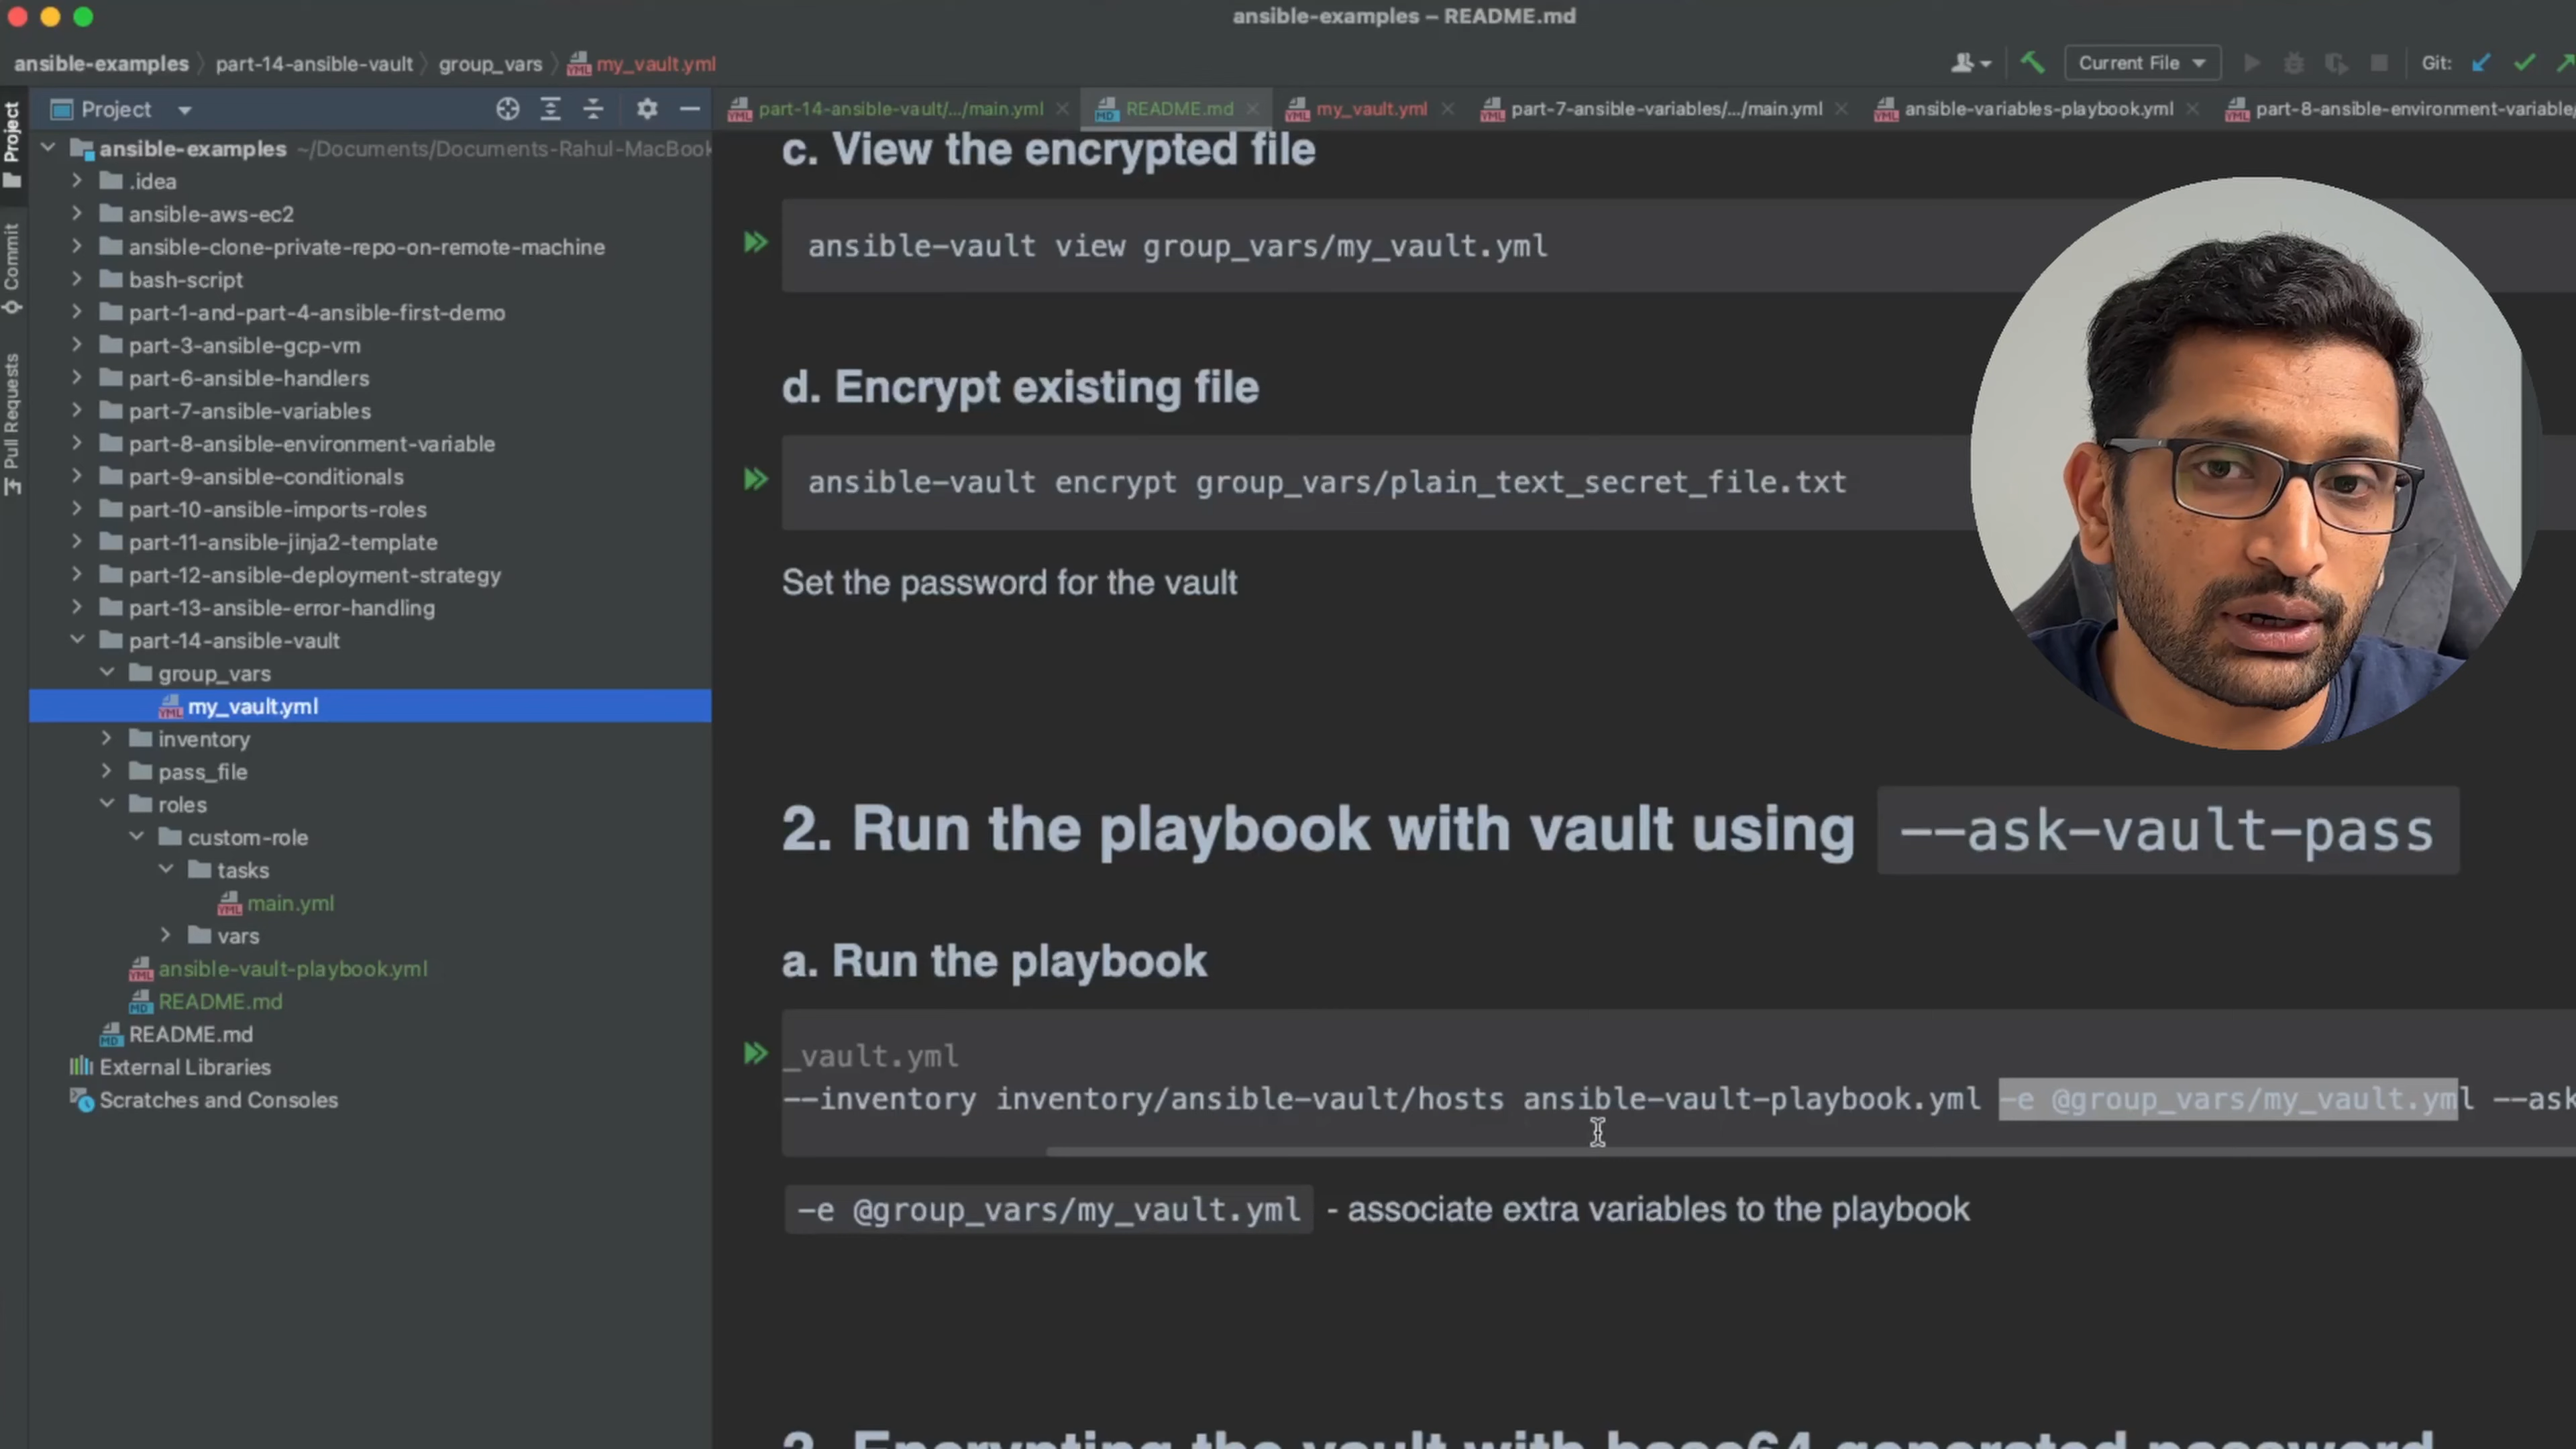 ansible-examples – README.md
ansible-examples
part-14-ansible-vault
group_vars
my_vault.yml
Current File
Git:
Project
part-14-ansible-vault/.../main.yml
README.md
my_vault.yml
part-7-ansible-variables/.../main.yml
ansible-variables-playbook.yml
part-8-ansible-environment-variable/
Project
Commit
Pull Requests
ansible-examples ~/Documents/Documents-Rahul-MacBook
.idea
ansible-aws-ec2
ansible-clone-private-repo-on-remote-machine
bash-script
part-1-and-part-4-ansible-first-demo
part-3-ansible-gcp-vm
part-6-ansible-handlers
part-7-ansible-variables
part-8-ansible-environment-variable
part-9-ansible-conditionals
part-10-ansible-imports-roles
part-11-ansible-jinja2-template
part-12-ansible-deployment-strategy
part-13-ansible-error-handling
part-14-ansible-vault
group_vars
my_vault.yml
inventory
pass_file
roles
custom-role
tasks
main.yml
vars
ansible-vault-playbook.yml
README.md
README.md
External Libraries
Scratches and Consoles
c. View the encrypted file
ansible-vault view group_vars/my_vault.yml
d. Encrypt existing file
ansible-vault encrypt group_vars/plain_text_secret_file.txt
Set the password for the vault
2. Run the playbook with vault using --ask-vault-pass
a. Run the playbook
_vault.yml
--inventory inventory/ansible-vault/hosts ansible-vault-playbook.yml -e @group_vars/my_vault.yml --ask
-e @group_vars/my_vault.yml - associate extra variables to the playbook
3. Encrypting the vault with base64 generated password